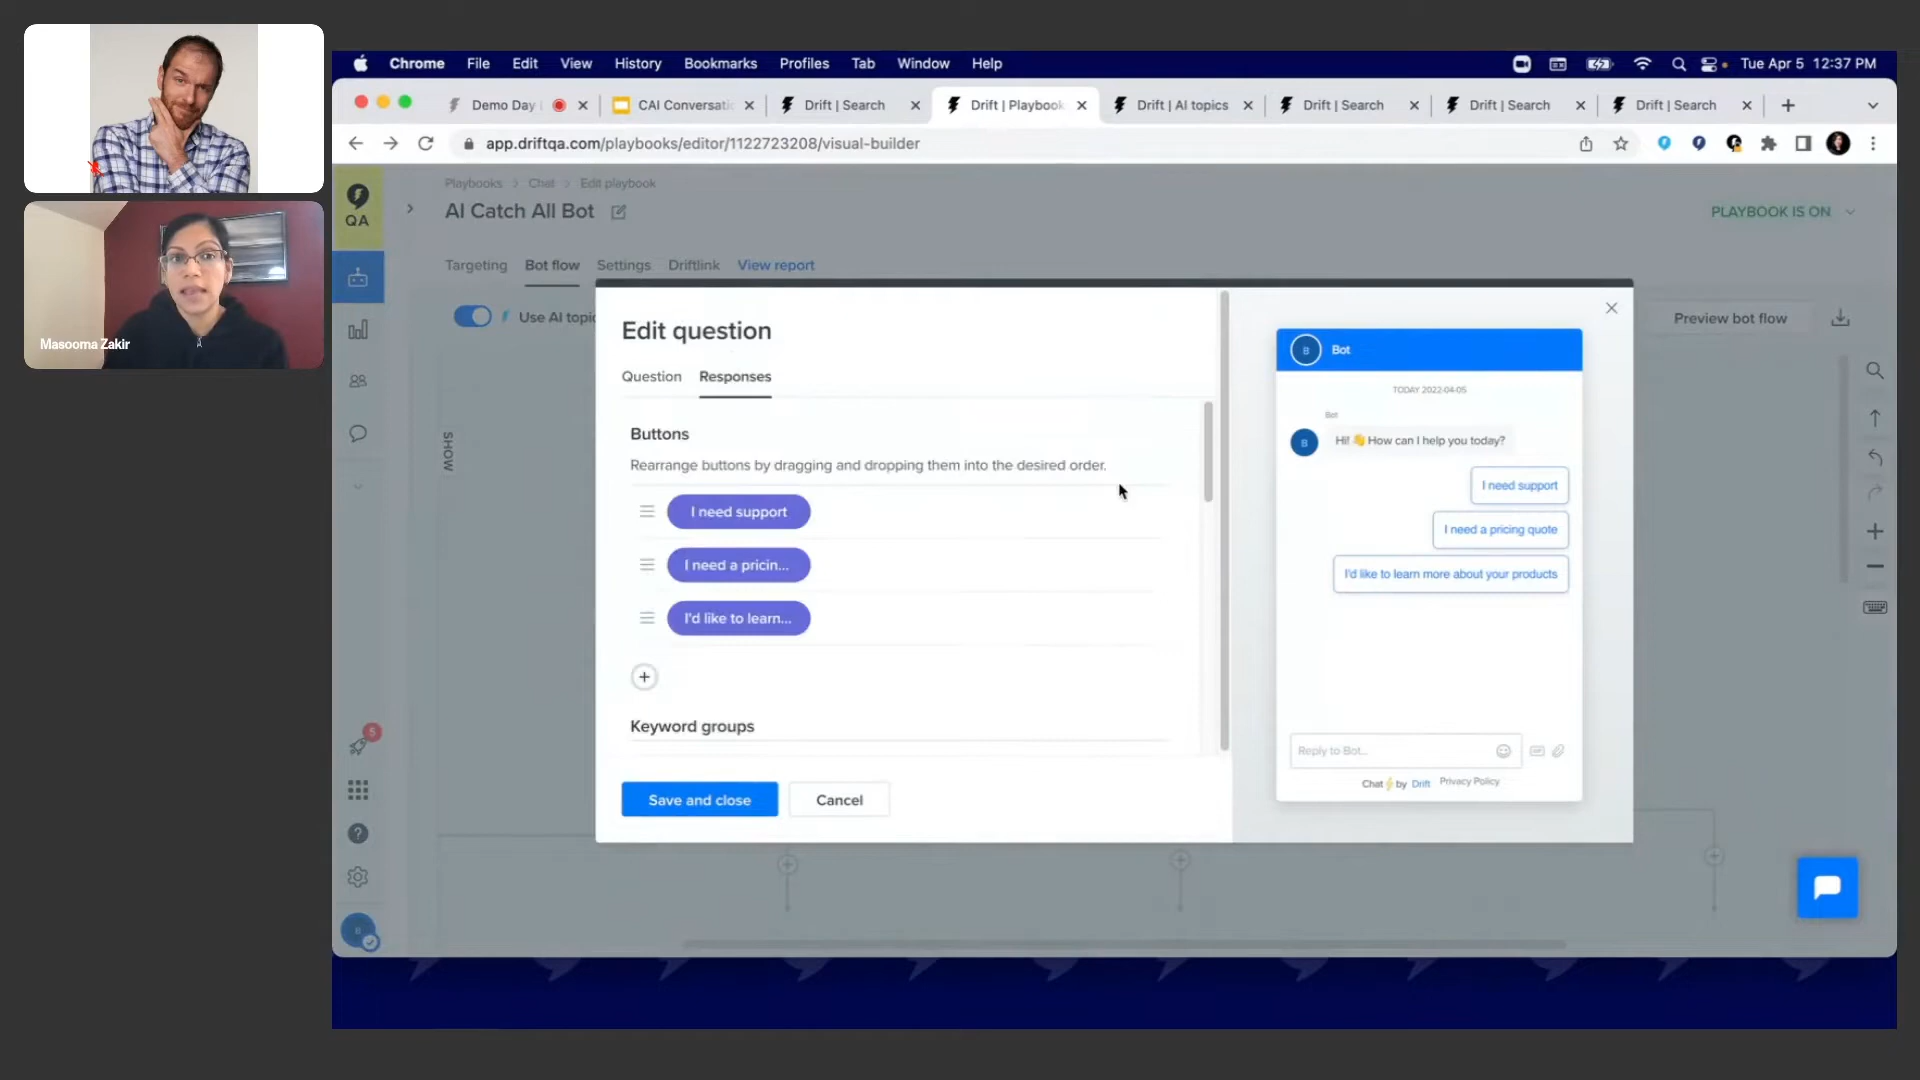 Masooma Zakir
Chrome File Edit View History Bookmarks Profiles Tab Window Help
Tue Apr 5 12:37 PM
Demo Day
CAI Conversati
Drift | Search
Drift | Playbook
Drift | AI topics
Drift | Search
Drift | Search
Drift | Search
app.driftqa.com/playbooks/editor/1122723208/visual-builder
QA
Playbooks > Chat > Edit playbook
AI Catch All Bot
PLAYBOOK IS ON
Targeting Bot flow Settings Driftlink View report
Use AI topic
Preview bot flow
SHOW
5
Edit question
Question Responses
Buttons
Rearrange buttons by dragging and dropping them into the desired order.
I need support
I need a pricin...
I'd like to learn...
Keyword groups
Save and close Cancel
B Bot
TODAY 2022-04-05
Bot
B Hi! 👋 How can I help you today?
I need support
I need a pricing quote
I'd like to learn more about your products
Reply to Bot...
Chat⚡by Drift Privacy Policy